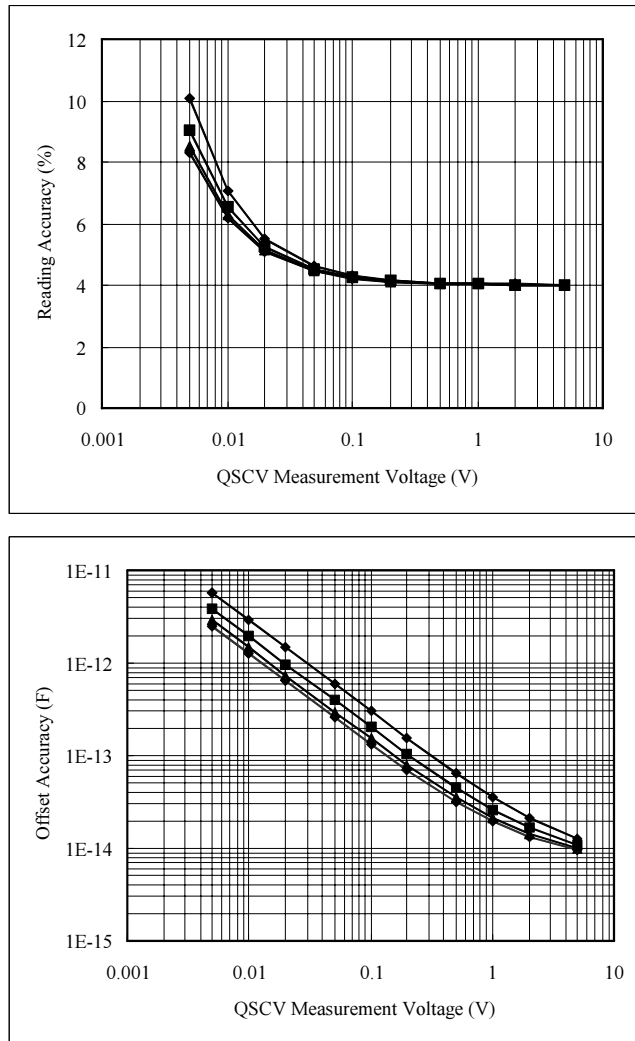 12
10
8
6
4
2
0
Reading Accuracy (%)
0.001 0.01 0.1 1 10
QSCV Measurement Voltage (V)
1E-11
1E-12
1E-13
1E-14
1E-15
Offset Accuracy (F)
0.001 0.01 0.1 1 10
QSCV Measurement Voltage (V)